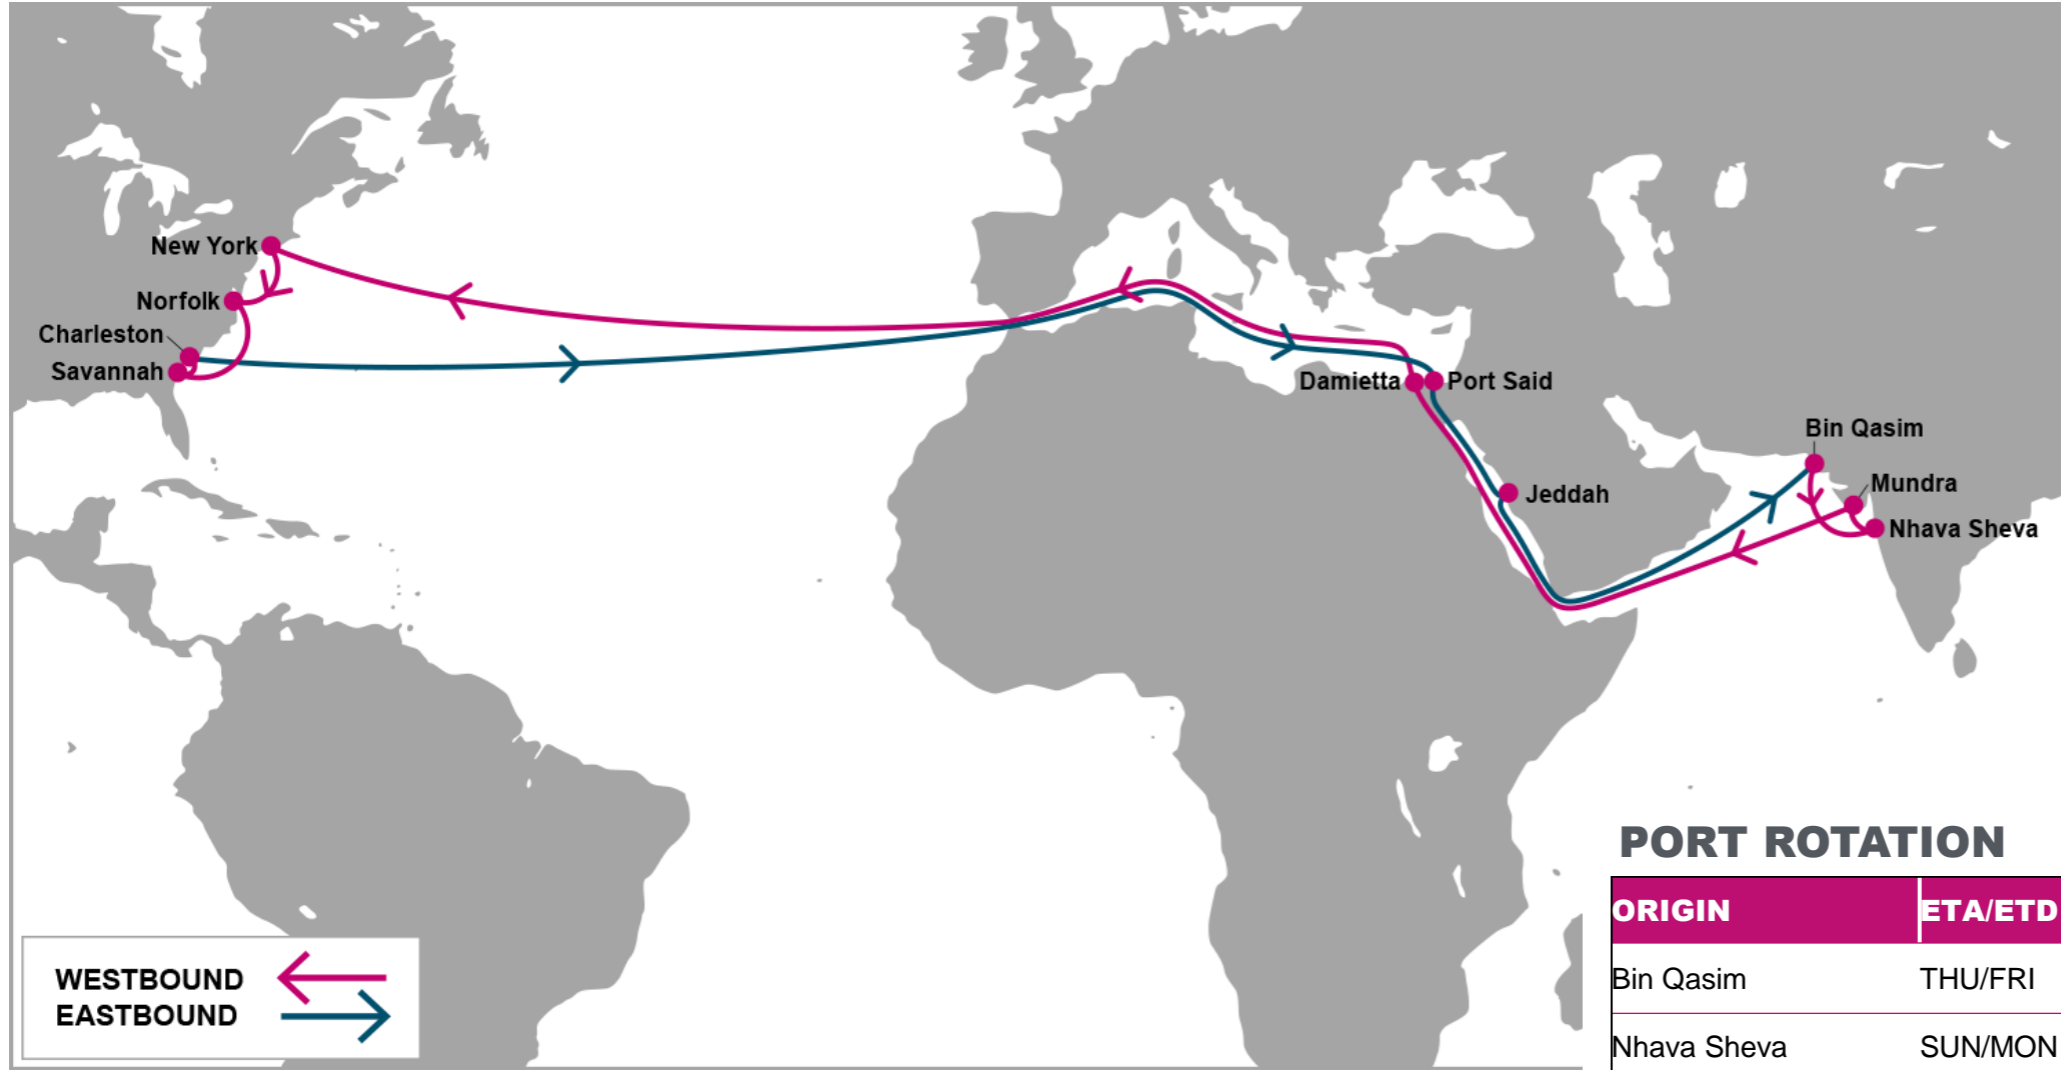 New York
Norfolk
Charleston
Savannah
Damietta
Port Said
Jeddah
Bin Qasim
Mundra
Nhava Sheva
WESTBOUND
EASTBOUND
PORT ROTATION
ORIGIN ETA/ETD
Bin Qasim THU/FRI
Nhava Sheva SUN/MON